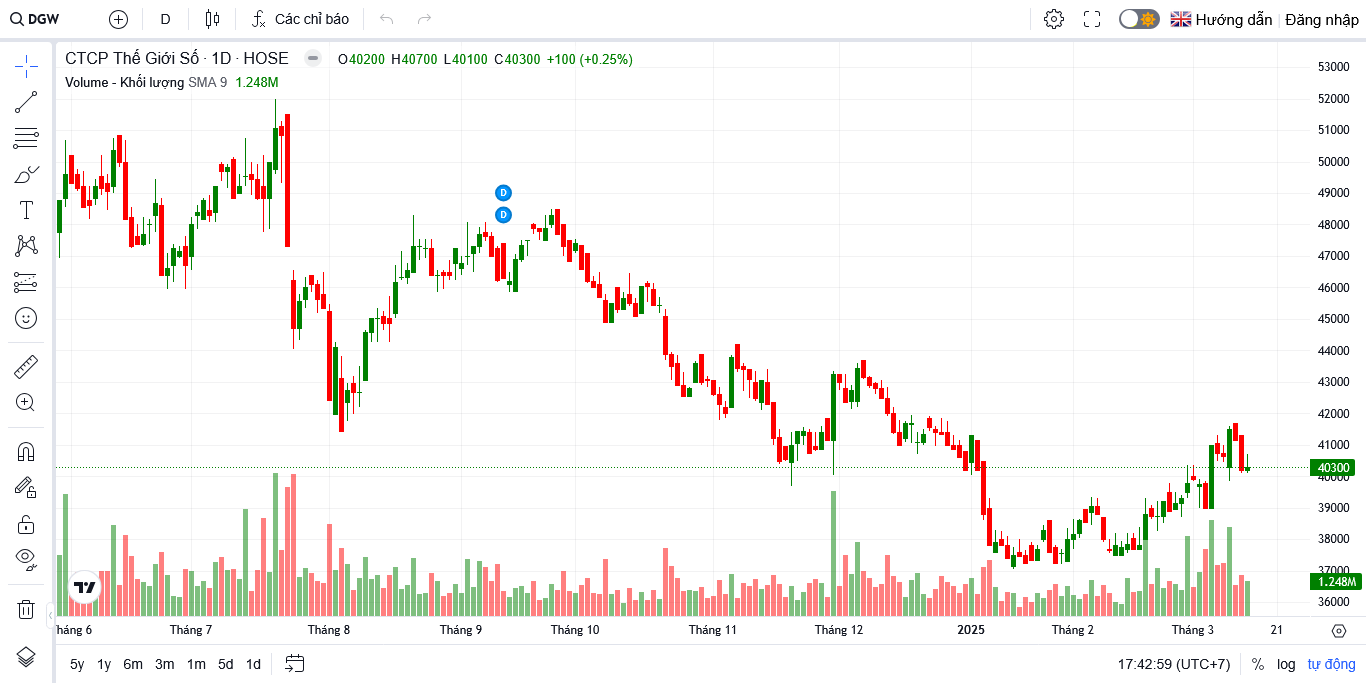 DGW D Các chỉ báo Hướng dẫn Đăng nhập
CTCP Thế Giới Số · 1D · HOSE O40200 H40700 L40100 C40300 +100 (+0.25%)
Volume - Khối lượng SMA 9 1.248M
53000
52000
51000
50000
49000
48000
47000
46000
45000
44000
43000
42000
41000
40300
40000
39000
38000
37000
1.248M
36000
D
D
háng 6 Tháng 7 Tháng 8 Tháng 9 Tháng 10 Tháng 11 Tháng 12 2025 Tháng 2 Tháng 3 21
5y 1y 6m 3m 1m 5d 1d 17:42:59 (UTC+7) % log tự động